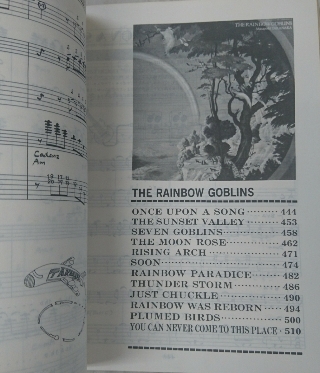 Cadens
Am
THE RAINBOW GOBLINS
THE RAINBOW GOBLINS
ONCE UPON A SONG ········ 444
THE SUNSET VALLEY ········ 453
SEVEN GOBLINS ········ 458
THE MOON ROSE ········ 462
RISING ARCH ········ 471
SOON ········ 474
RAINBOW PARADICE ········ 482
THUNDER STORM ········ 486
JUST CHUCKLE ········ 490
RAINBOW WAS REBORN ···· 494
PLUMED BIRDS ········ 500
YOU CAN NEVER COME TO THIS PLACE · 510